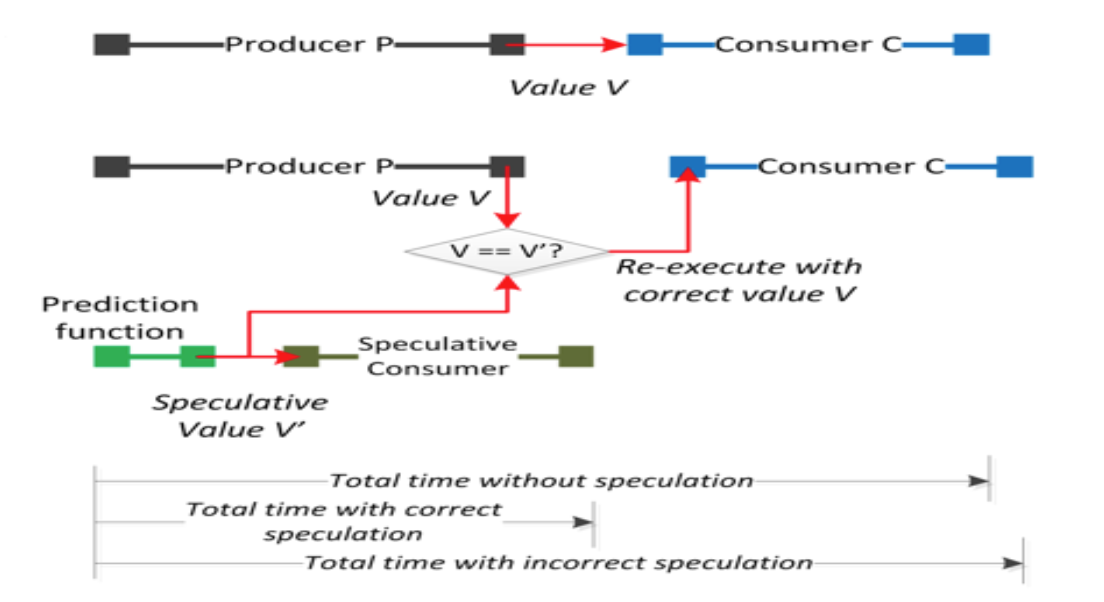 Producer P
Consumer C
Value V
Producer P
Consumer C
Value V
V == V’?
Re-execute with
correct value V
Prediction
function
Speculative
Consumer
Speculative
Value V’
Total time without speculation
Total time with correct
speculation
Total time with incorrect speculation